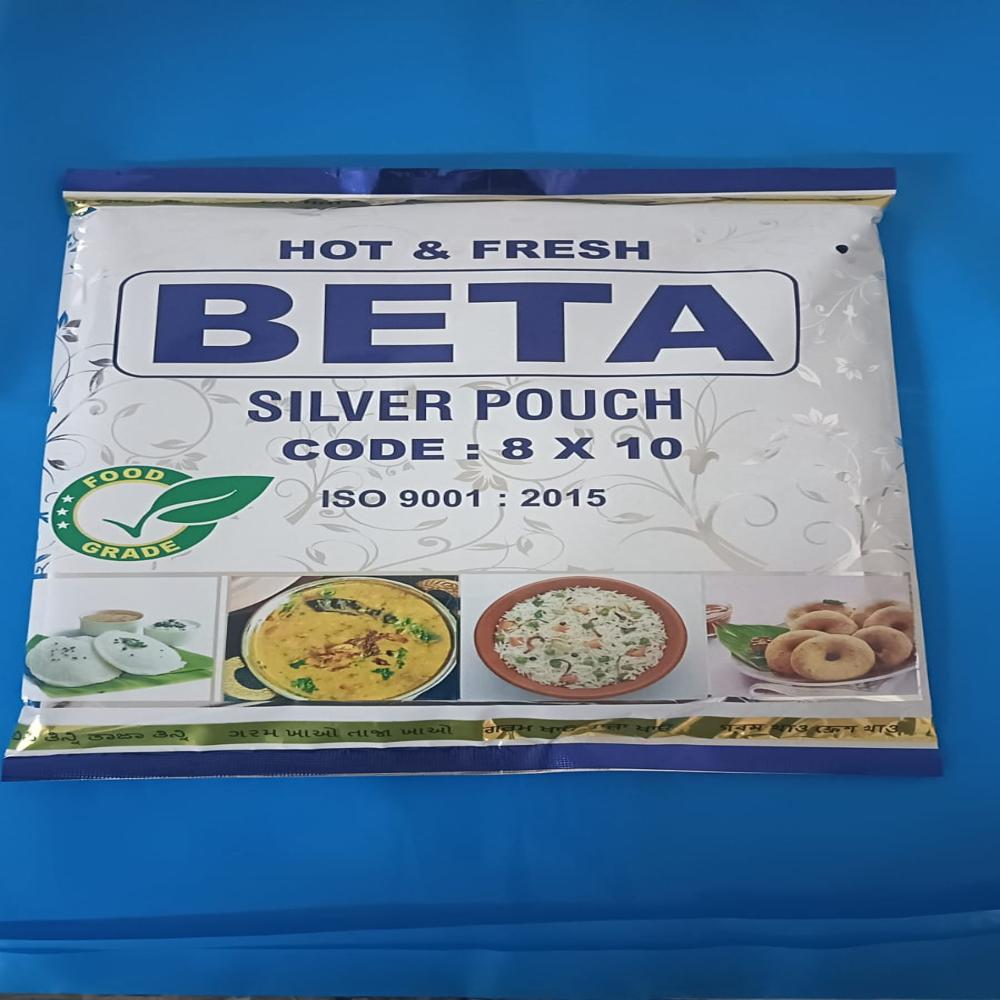 HOT & FRESH
BETA
SILVER POUCH
CODE : 8 X 10
ISO 9001 : 2015
FOOD
GRADE
ગરમ ખાઓ તાજા ખાઓ